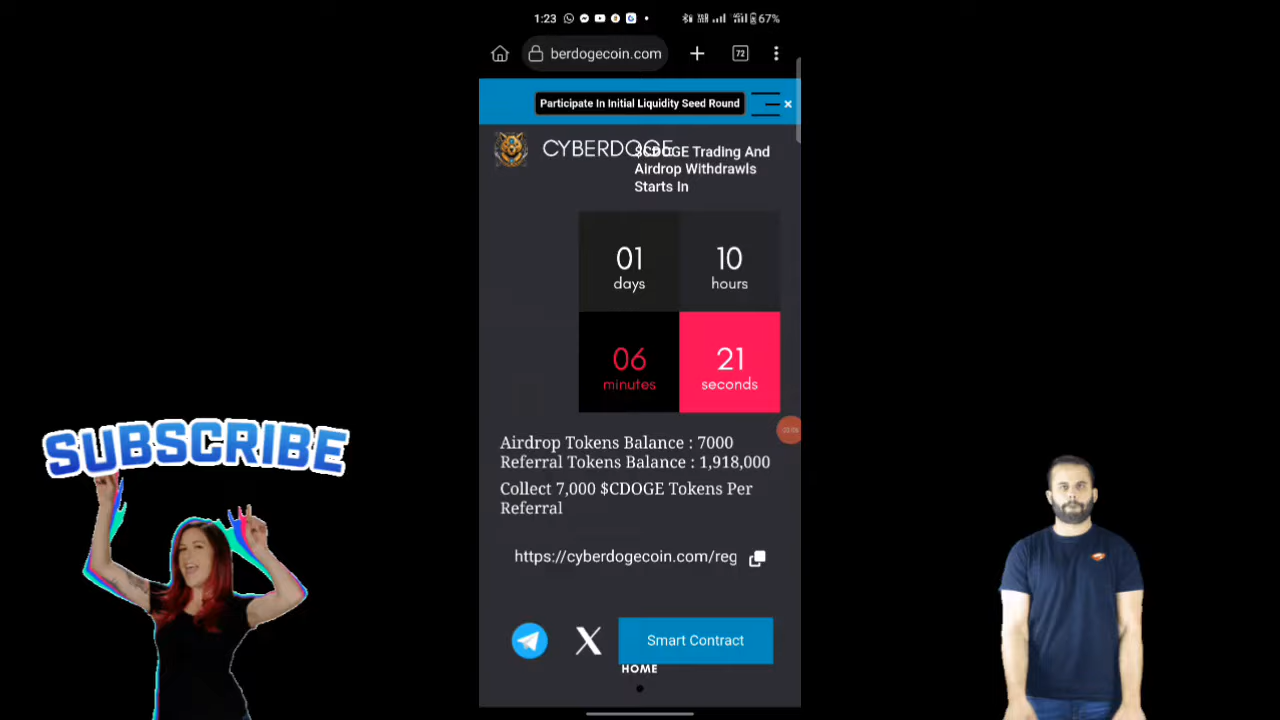 1:23
67%
berdogecoin.com
72
Participate In Initial Liquidity Seed Round
CYBERDOGE
$CDOGE Trading And
Airdrop Withdrawls
Starts In
01
days
10
hours
06
minutes
21
seconds
Airdrop Tokens Balance : 7000
Referral Tokens Balance : 1,918,000
Collect 7,000 $CDOGE Tokens Per
Referral
https://cyberdogecoin.com/reg
Smart Contract
HOME
SUBSCRIBE